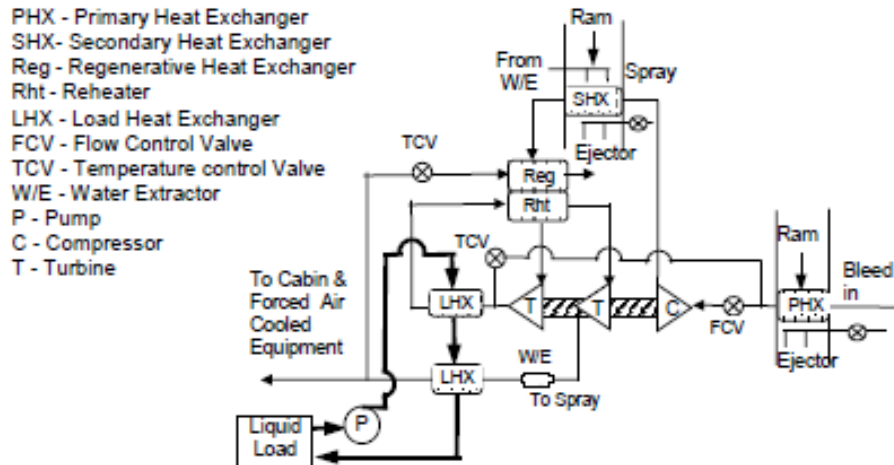 PHX - Primary Heat Exchanger
SHX- Secondary Heat Exchanger
Reg - Regenerative Heat Exchanger
Rht - Reheater
LHX - Load Heat Exchanger
FCV - Flow Control Valve
TCV - Temperature control Valve
W/E - Water Extractor
P - Pump
C - Compressor
T - Turbine
Ram
From
W/E
Spray
SHX
Ejector
TCV
Reg
Rht
TCV
Ram
Bleed
in
To Cabin &
Forced Air
Cooled
Equipment
LHX
T
T
C
FCV
PHX
Ejector
W/E
LHX
To Spray
P
Liquid
Load